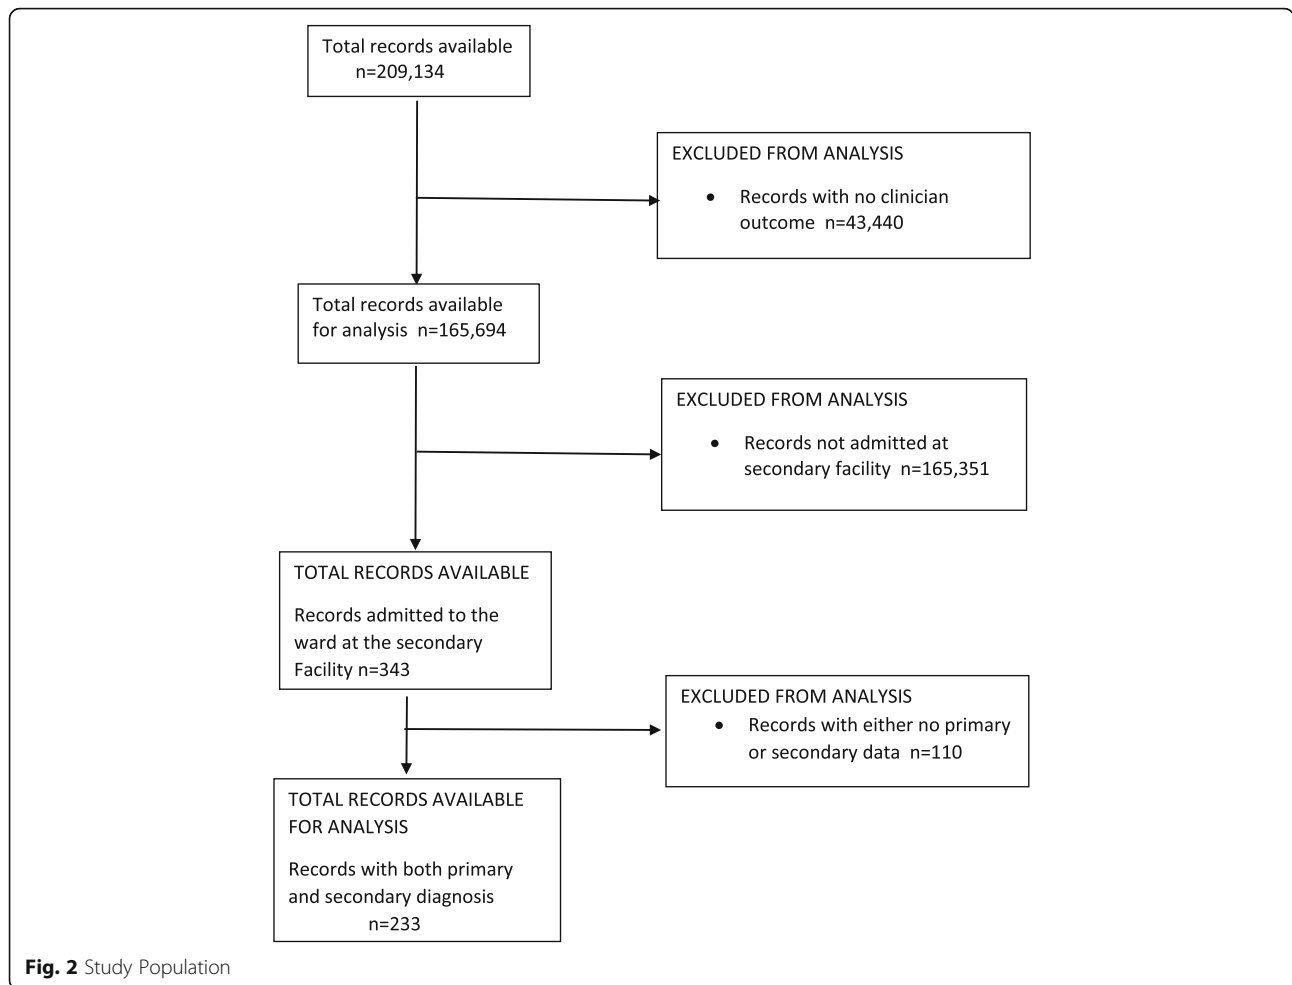 Total records available
n=209,134
EXCLUDED FROM ANALYSIS
• Records with no clinician
outcome n=43,440
Total records available
for analysis n=165,694
EXCLUDED FROM ANALYSIS
• Records not admitted at
secondary facility n=165,351
TOTAL RECORDS AVAILABLE
Records admitted to the
ward at the secondary
Facility n=343
EXCLUDED FROM ANALYSIS
• Records with either no primary
or secondary data n=110
TOTAL RECORDS AVAILABLE
FOR ANALYSIS
Records with both primary
and secondary diagnosis
n=233
Fig. 2 Study Population